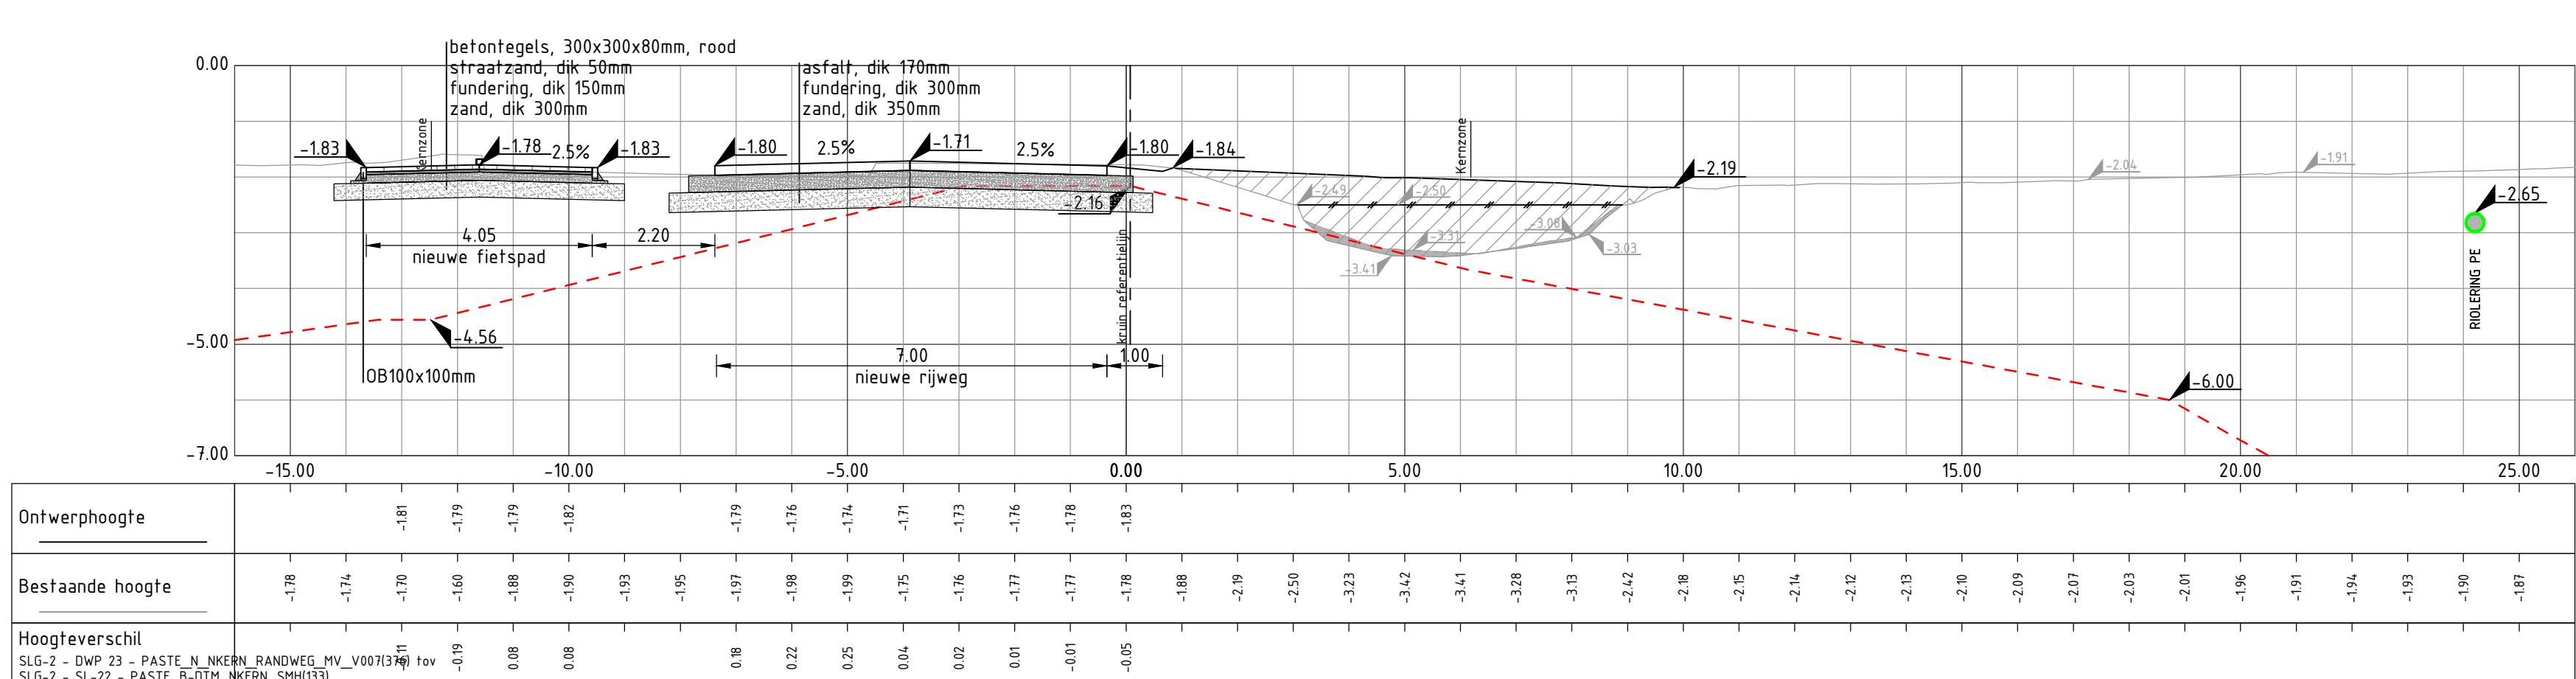 betontegels, 300x300x80mm, rood
straatzand, dik 50mm
fundering, dik 150mm
zand, dik 300mm
asfalt, dik 170mm
fundering, dik 300mm
zand, dik 350mm
0.00
-5.00
-7.00
-1.83
-1.78
2.5%
-1.83
-1.80
2.5%
-1.71
2.5%
-1.80
-1.84
Kernzone
-2.19
-2.04
-1.91
-2.65
-2.49
-2.50
-2.16
-3.31
-3.08
-3.03
-3.41
4.05
nieuwe fietspad
2.20
kruin referentielijn
RIOLERING PE
-4.56
OB100x100mm
7.00
nieuwe rijweg
1.00
-6.00
-15.00 -10.00 -5.00 0.00 5.00 10.00 15.00 20.00 25.00
Ontwerphoogte
-1.81 -1.79 -1.79 -1.82 -1.79 -1.76 -1.74 -1.71 -1.73 -1.76 -1.78 -1.83
Bestaande hoogte
-1.78 -1.74 -1.70 -1.60 -1.88 -1.90 -1.93 -1.95 -1.97 -1.98 -1.99 -1.75 -1.76 -1.77 -1.77 -1.78 -1.88 -2.19 -2.50 -3.23 -3.42 -3.41 -3.28 -3.13 -2.42 -2.18 -2.15 -2.14 -2.12 -2.13 -2.10 -2.09 -2.07 -2.03 -2.01 -1.96 -1.91 -1.94 -1.93 -1.90 -1.87
Hoogteverschil
-0.19 0.08 0.08 0.18 0.22 0.25 0.04 0.02 0.01 -0.01 -0.05
SLG-2 - DWP 23 - PASTE_N_NKERN_RANDWEG_MV_V007(376) tov
SLG-2 - SL-22 - PASTE_B-DTM_NKERN_SMH(133)